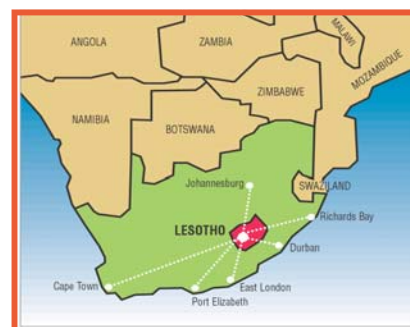 ANGOLA
ZAMBIA
MALAWI
MOZAMBIQUE
ZIMBABWE
NAMIBIA
BOTSWANA
Johannesburg
SWAZILAND
Richards Bay
LESOTHO
Durban
Cape Town
East London
Port Elizabeth